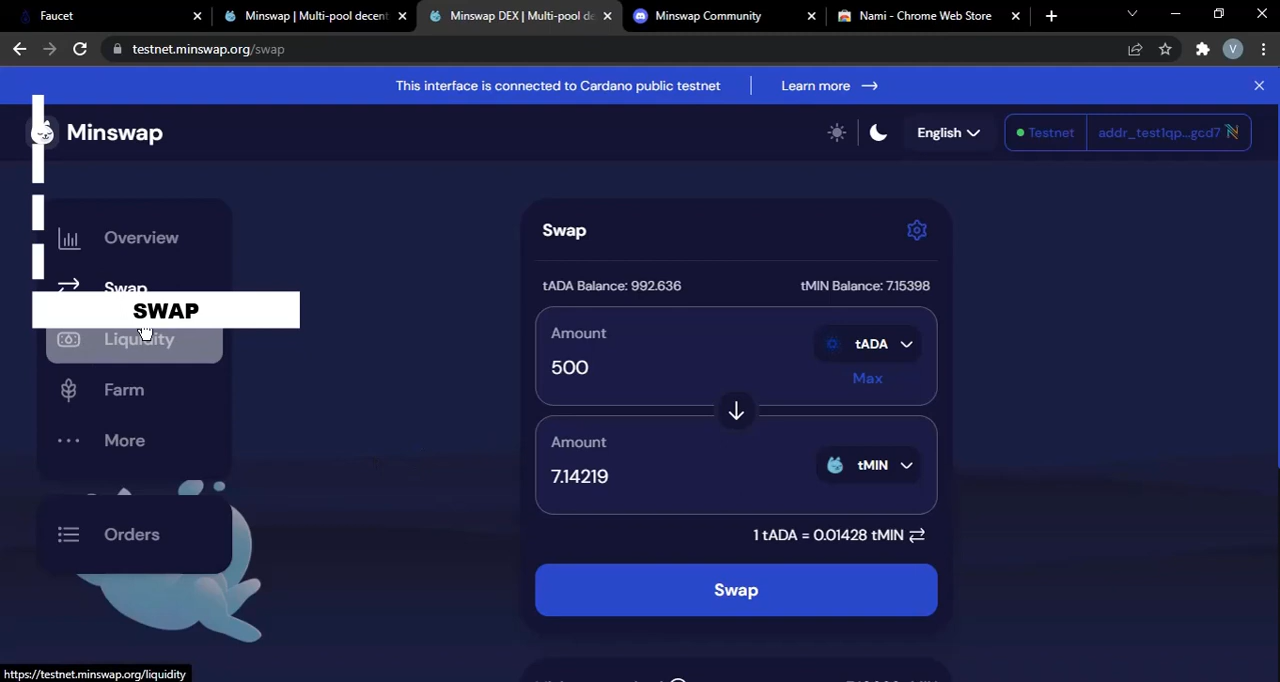 Faucet
Minswap | Multi-pool decent
Minswap DEX | Multi-pool de
Minswap Community
Nami - Chrome Web Store
testnet.minswap.org/swap
V
This interface is connected to Cardano public testnet
Learn more →
Minswap
English
Testnet
addr_test1qp...gcd7
Overview
Swap
SWAP
Liquidity
Farm
More
Orders
Swap
tADA Balance: 992.636
tMIN Balance: 7.15398
Amount
tADA
500
Max
Amount
tMIN
7.14219
1 tADA = 0.01428 tMIN
Swap
https://testnet.minswap.org/liquidity